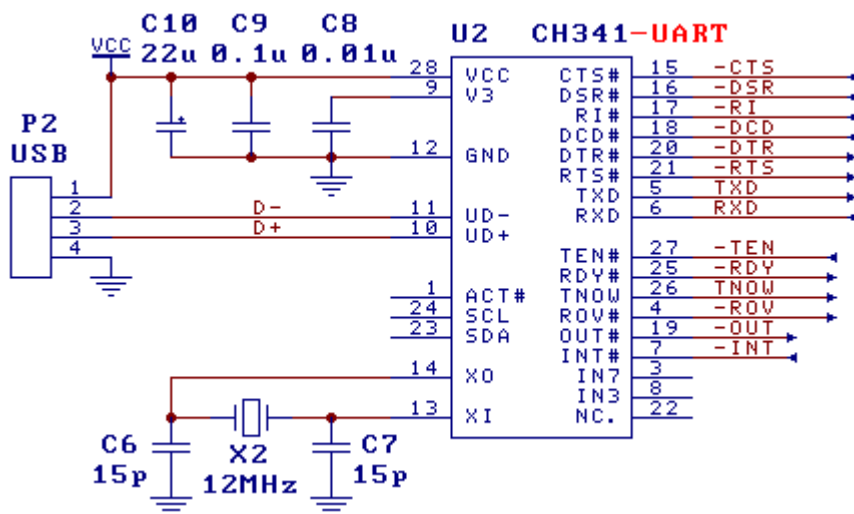 C10 C9 C8
VCC 22u 0.1u 0.01u
U2 CH341-UART
P2
USB
1
2 D-
3 D+
4
28 VCC
9 V3
12 GND
11 UD-
10 UD+
1 ACT#
24 SCL
23 SDA
14 XO
13 XI
CTS# 15 -CTS
DSR# 16 -DSR
RI# 17 -RI
DCD# 18 -DCD
DTR# 20 -DTR
RTS# 21 -RTS
TXD 5 TXD
RXD 6 RXD
TEN# 27 -TEN
RDY# 25 -RDY
TNOW 26 TNOW
ROV# 4 -ROV
OUT# 19 -OUT
INT# 7 -INT
IN7 3
IN3 8
NC. 22
C6 X2 C7
15p 12MHz 15p